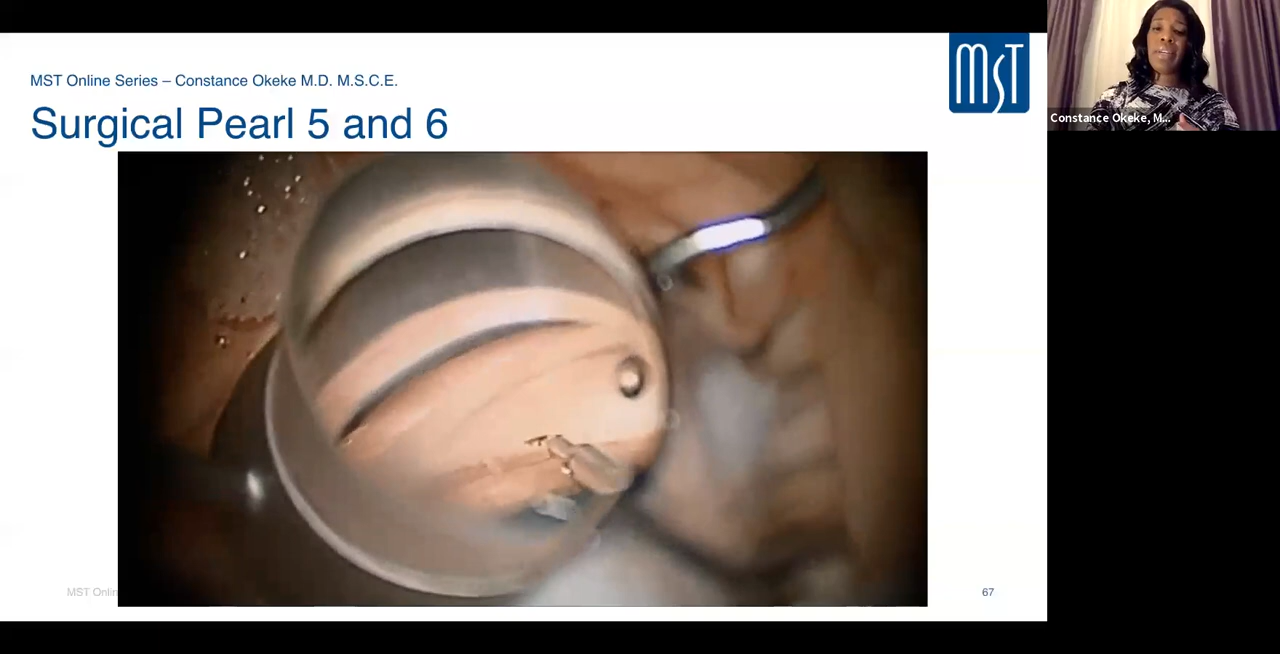 MST Online Series – Constance Okeke M.D. M.S.C.E.
Surgical Pearl 5 and 6
MST
Constance Okeke, M...
MST Onlin
67